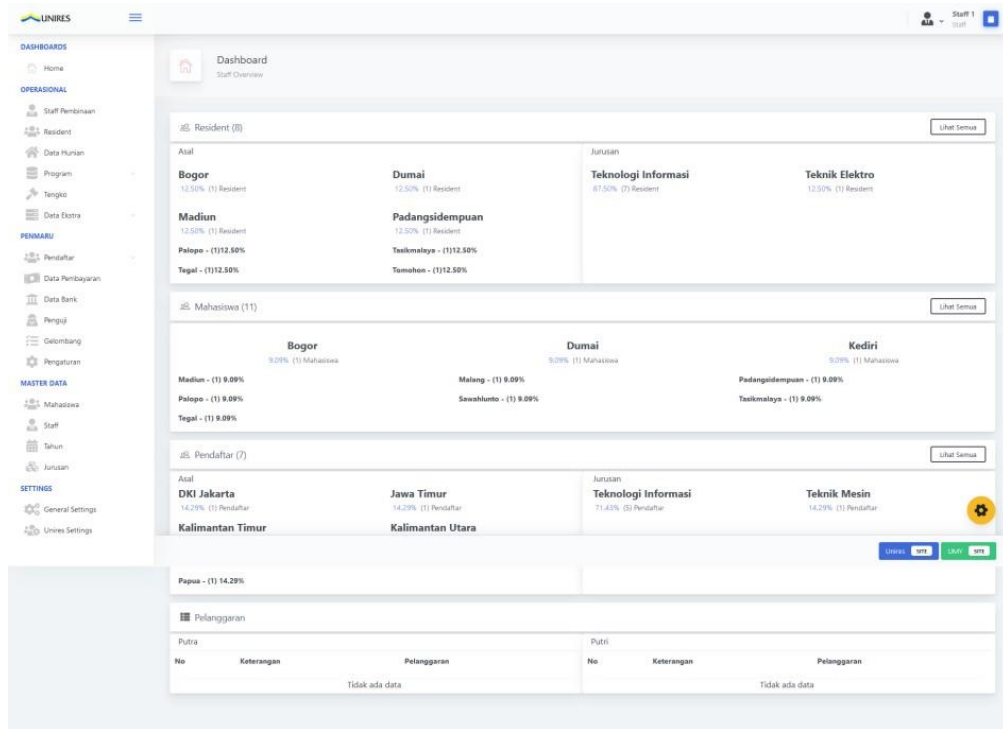 UNIRES
Staff 1
Staff
DASHBOARDS
Home
OPERASIONAL
Staff Pembinaan
Resident
Data Hunian
Program
Tengko
Data Ekstra
PENMARU
Pendaftar
Data Pembayaran
Data Bank
Penguji
Gelombang
Pengaturan
MASTER DATA
Mahasiswa
Staff
Tahun
Jurusan
SETTINGS
General Settings
Unires Settings
Dashboard
Staff Overview
Resident (8)
Lihat Semua
Asal
Jurusan
Bogor Dumai Teknologi Informasi Teknik Elektro
12.50% (1) Resident 12.50% (1) Resident 87.50% (7) Resident 12.50% (1) Resident
Madiun Padangsidempuan
12.50% (1) Resident 12.50% (1) Resident
Palopo - (1)12.50% Tasikmalaya - (1)12.50%
Tegal - (1)12.50% Tomohon - (1)12.50%
Mahasiswa (11)
Lihat Semua
Bogor Dumai Kediri
9.09% (1) Mahasiswa 9.09% (1) Mahasiswa 9.09% (1) Mahasiswa
Madiun - (1) 9.09% Malang - (1) 9.09% Padangsidempuan - (1) 9.09%
Palopo - (1) 9.09% Sawahlunto - (1) 9.09% Tasikmalaya - (1) 9.09%
Tegal - (1) 9.09%
Pendaftar (7)
Lihat Semua
Asal
Jurusan
DKI Jakarta Jawa Timur Teknologi Informasi Teknik Mesin
14.29% (1) Pendaftar 14.29% (1) Pendaftar 71.43% (5) Pendaftar 14.29% (1) Pendaftar
Kalimantan Timur Kalimantan Utara
Unires SITE UMY SITE
Papua - (1) 14.29%
Pelanggaran
Putra Putri
No Keterangan Pelanggaran No Keterangan Pelanggaran
Tidak ada data Tidak ada data